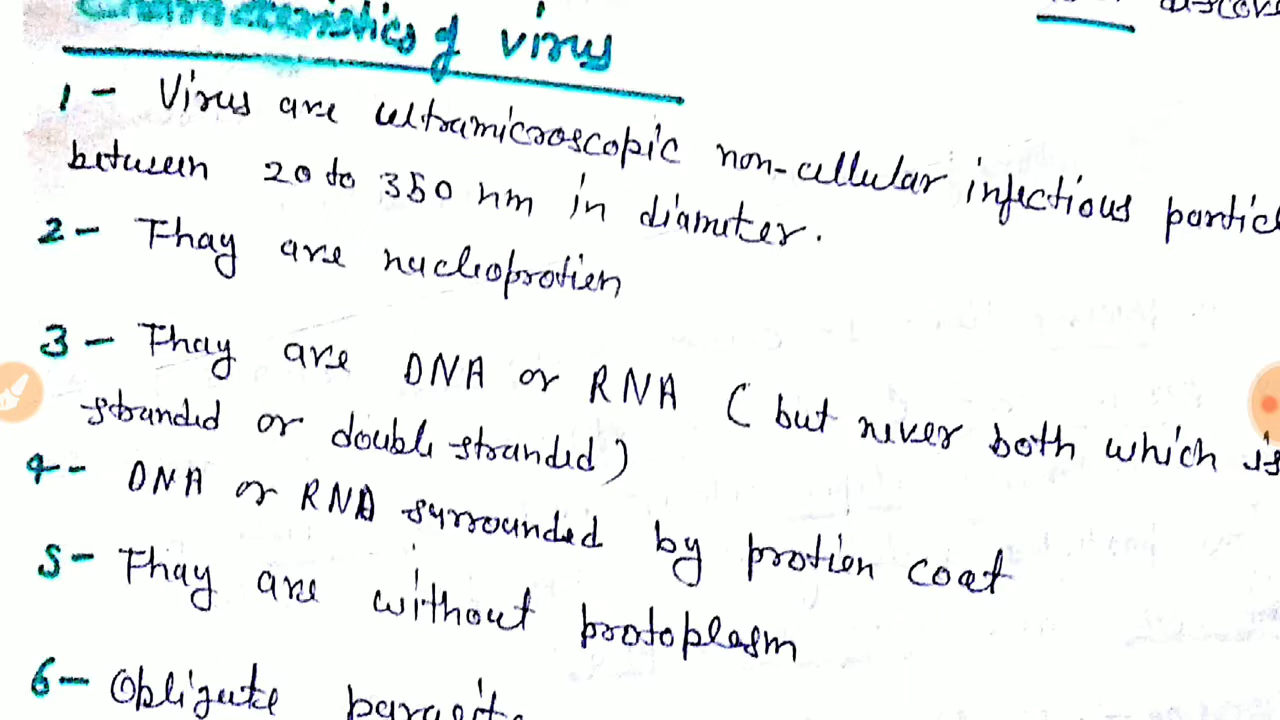 Characteristics of virus
1- Virus are ultramicroscopic non-cellular infectious partic
between 20 to 350 nm in diameter.
2- Thay are nucleoprotien
3- Thay are DNA or RNA ( but never both which is
stranded or double stranded )
4- DNA or RNA surrounded by protien coat
5- Thay are without protoplasm
6- Obligate parasit